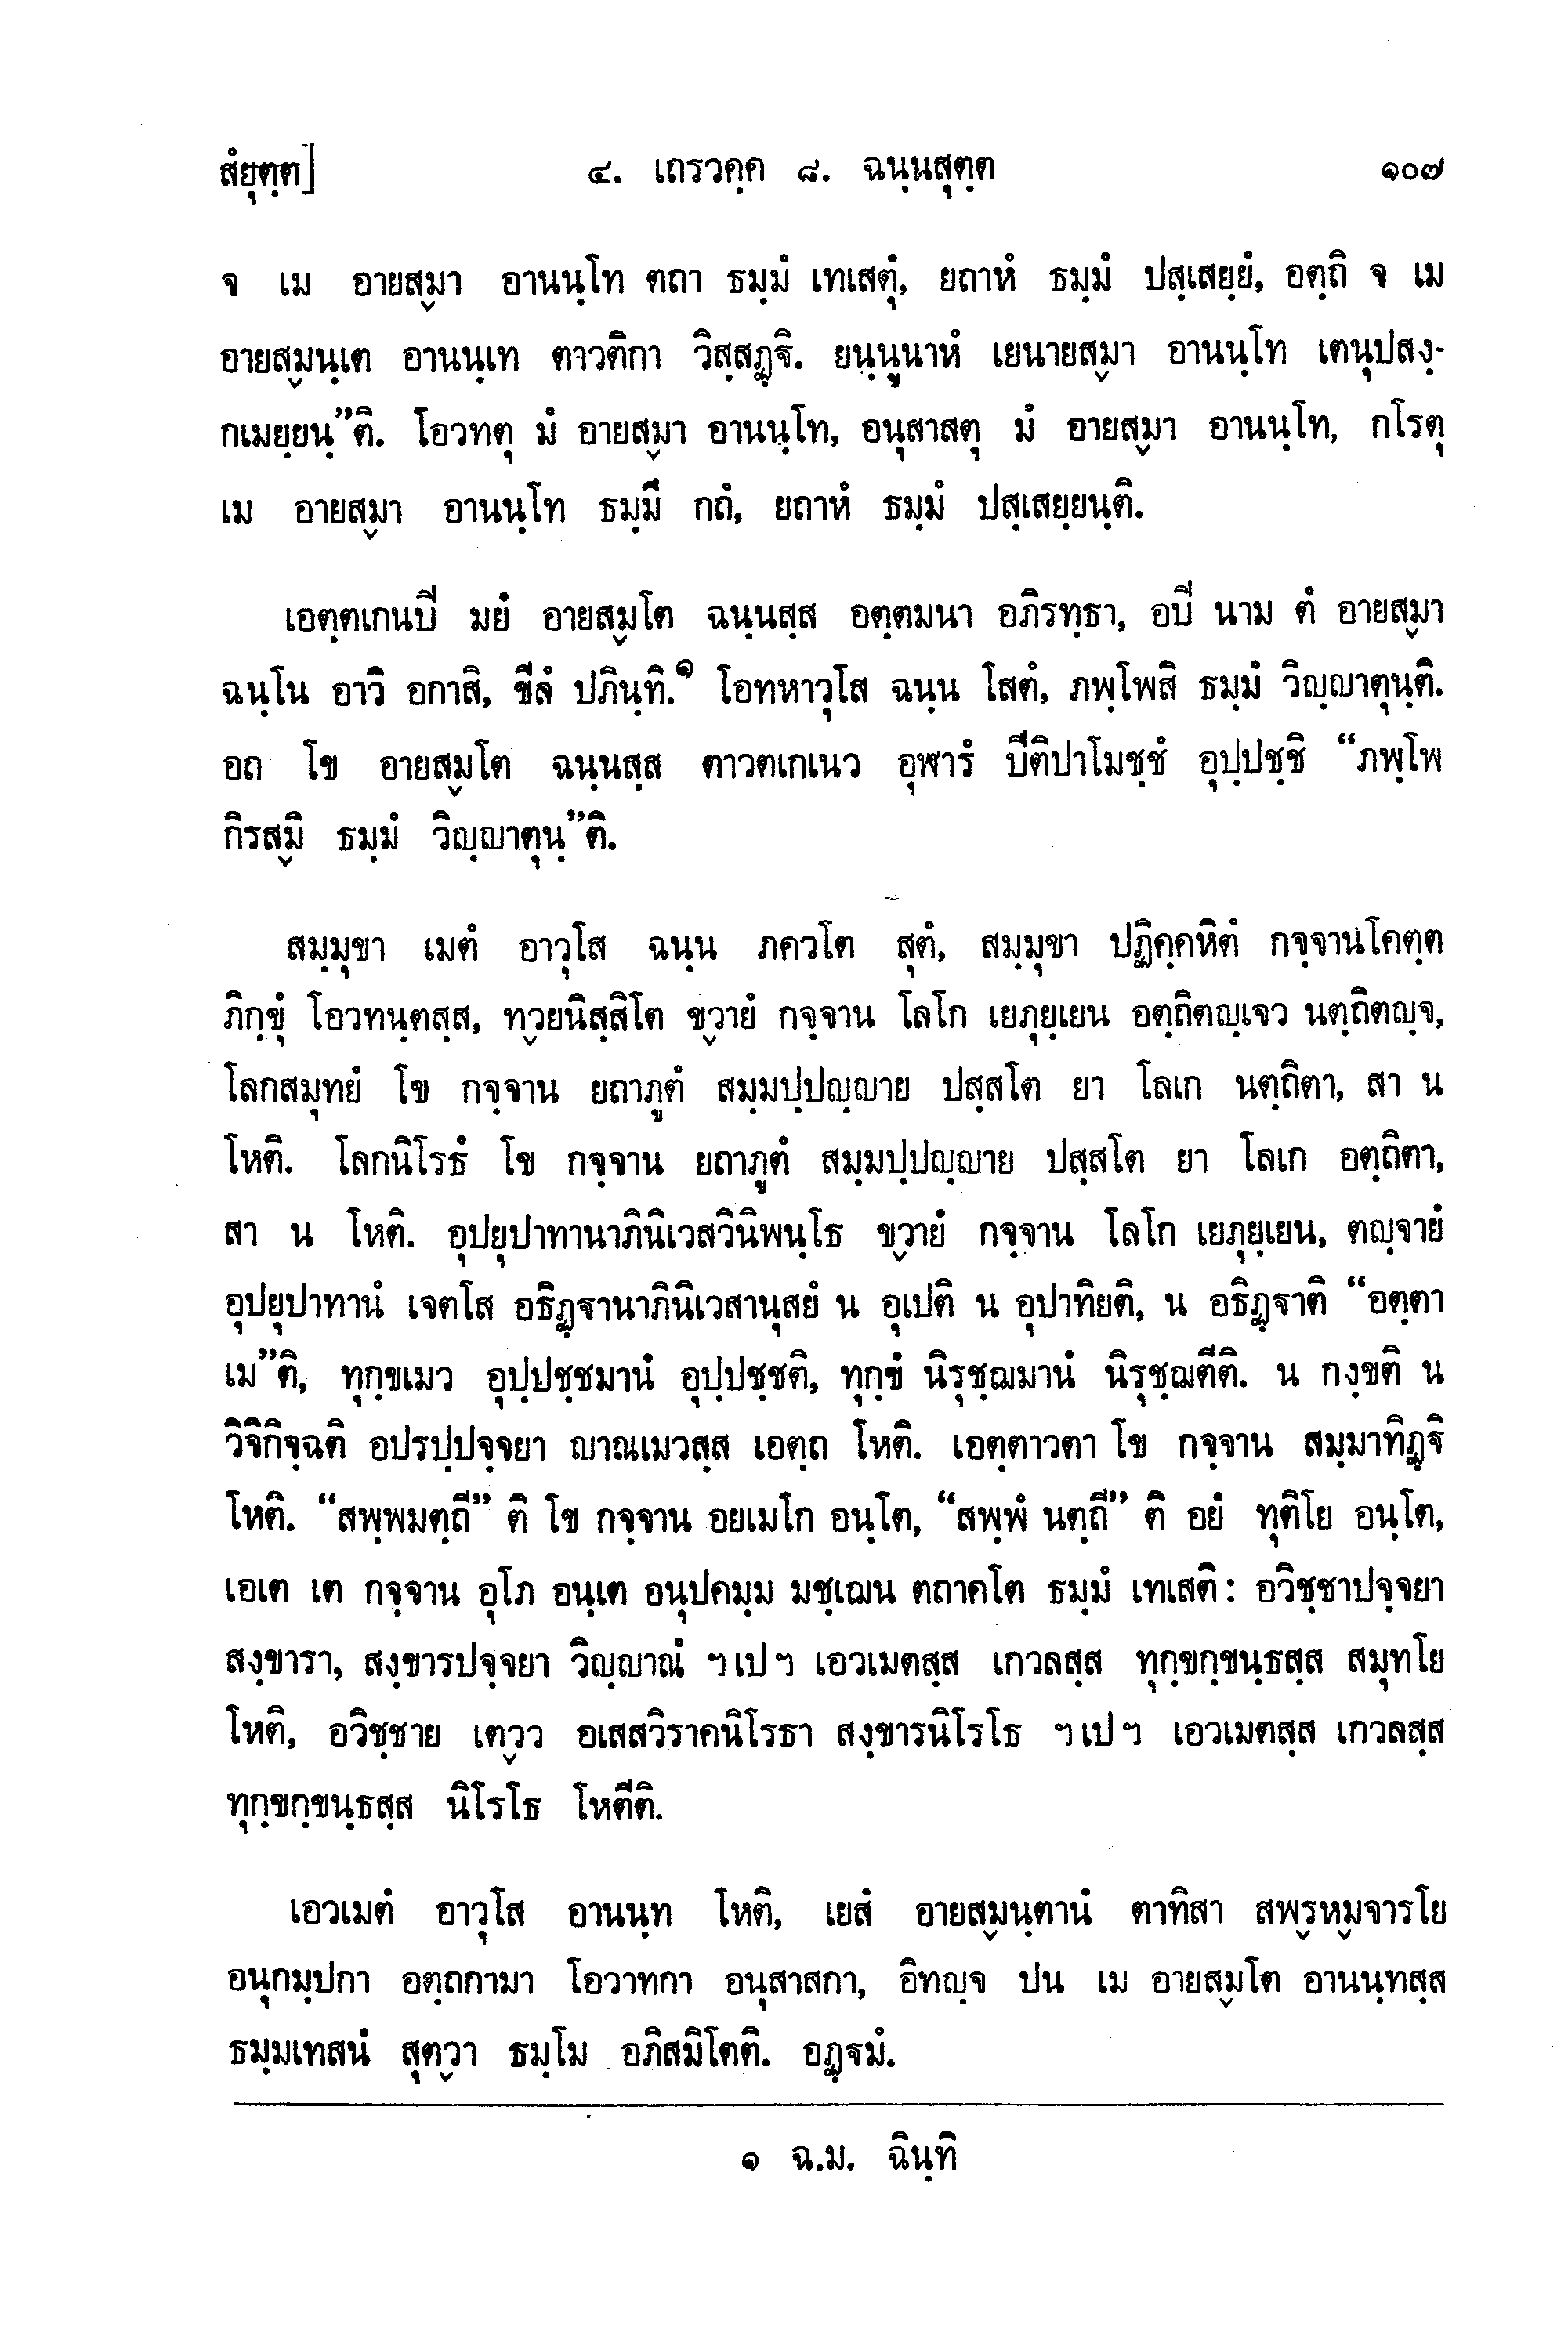 สํยุตฺต]
๔. เถรวคฺค ๘. ฉนฺนสุตฺต
๑๐๗
จ เม อายสฺมา อานนฺโท ตถา ธมฺมํ เทเสตุํ, ยถาหํ ธมฺมํ ปสฺเสยฺยํ, อตฺถิ จ เม
อายสฺมนฺเต อานนฺเท ตาวติกา วิสฺสฏฺฐิ. ยนฺนูนาหํ เยนายสฺมา อานนฺโท เตนุปสงฺ-
กเมยฺยนฺ”ติ. โอวทตุ มํ อายสฺมา อานนฺโท, อนุสาสตุ มํ อายสฺมา อานนฺโท, กโรตุ
เม อายสฺมา อานนฺโท ธมฺมึ กถํ, ยถาหํ ธมฺมํ ปสฺเสยฺยนฺติ.
เอตฺตเกนปี มยํ อายสฺมโต ฉนฺนสฺส อตฺตมนา อภิรทฺธา, อปี นาม ตํ อายสฺมา
ฉนฺโน อาวิ อกาสิ, ขีลํ ปภินฺทิ.๑ โอทหาวุโส ฉนฺน โสตํ, ภพฺโพสิ ธมฺมํ วิญฺญาตุนฺติ.
อถ โข อายสฺมโต ฉนฺนสฺส ตาวตเกเนว อุฬารํ ปีติปาโมชฺชํ อุปฺปชฺชิ “ภพฺโพ
กิรสฺมิ ธมฺมํ วิญฺญาตุนฺ”ติ.
สมฺมุขา เมตํ อาวุโส ฉนฺน ภควโต สุตํ, สมฺมุขา ปฏิคฺคหิตํ กจฺจานโคตฺต
ภิกฺขุํ โอวทนฺตสฺส, ทฺวยนิสฺสิโต ขฺวายํ กจฺจาน โลโก เยภุยฺเยน อตฺถิตญฺเจว นตฺถิตญฺจ,
โลกสมุทยํ โข กจฺจาน ยถาภูตํ สมฺมปฺปญฺญาย ปสฺสโต ยา โลเก นตฺถิตา, สา น
โหติ. โลกนิโรธํ โข กจฺจาน ยถาภูตํ สมฺมปฺปญฺญาย ปสฺสโต ยา โลเก อตฺถิตา,
สา น โหติ. อุปยุปาทานาภินิเวสวินิพนฺโธ ขฺวายํ กจฺจาน โลโก เยภุยฺเยน, ตญฺจายํ
อุปยุปาทานํ เจตโส อธิฏฺฐานาภินิเวสานุสยํ น อุเปติ น อุปาทิยติ, น อธิฏฺฐาติ “อตฺตา
เม”ติ, ทุกฺขเมว อุปฺปชฺชมานํ อุปฺปชฺชติ, ทุกฺขํ นิรุชฺฌมานํ นิรุชฺฌตีติ. น กงฺขติ น
วิจิกิจฺฉติ อปรปฺปจฺจยา ญาณเมวสฺส เอตฺถ โหติ. เอตฺตาวตา โข กจฺจาน สมฺมาทิฏฺฐิ
โหติ. “สพฺพมตฺถี” ติ โข กจฺจาน อยเมโก อนฺโต, “สพฺพํ นตฺถี” ติ อยํ ทุติโย อนฺโต,
เอเต เต กจฺจาน อุโภ อนฺเต อนุปคมฺม มชฺเฌน ตถาคโต ธมฺมํ เทเสติ: อวิชฺชาปจฺจยา
สงฺขารา, สงฺขารปจฺจยา วิญฺญาณํ ฯเปฯ เอวเมตสฺส เกวลสฺส ทุกฺขกฺขนฺธสฺส สมุทโย
โหติ, อวิชฺชาย เตฺวว อเสสวิราคนิโรธา สงฺขารนิโรโธ ฯเปฯ เอวเมตสฺส เกวลสฺส
ทุกฺขกฺขนฺธสฺส นิโรโธ โหตีติ.
เอวเมตํ อาวุโส อานนฺท โหติ, เยสํ อายสฺมนฺตานํ ตาทิสา สพฺรหฺมจารโย
อนุกมฺปกา อตฺถกามา โอวาทกา อนุสาสกา, อิทญฺจ ปน เม อายสฺมโต อานนฺทสฺส
ธมฺมเทสนํ สุตฺวา ธมฺโม อภิสมิโตติ. อฏฺฐมํ.
๑ ฉ.ม. ฉินฺทิ